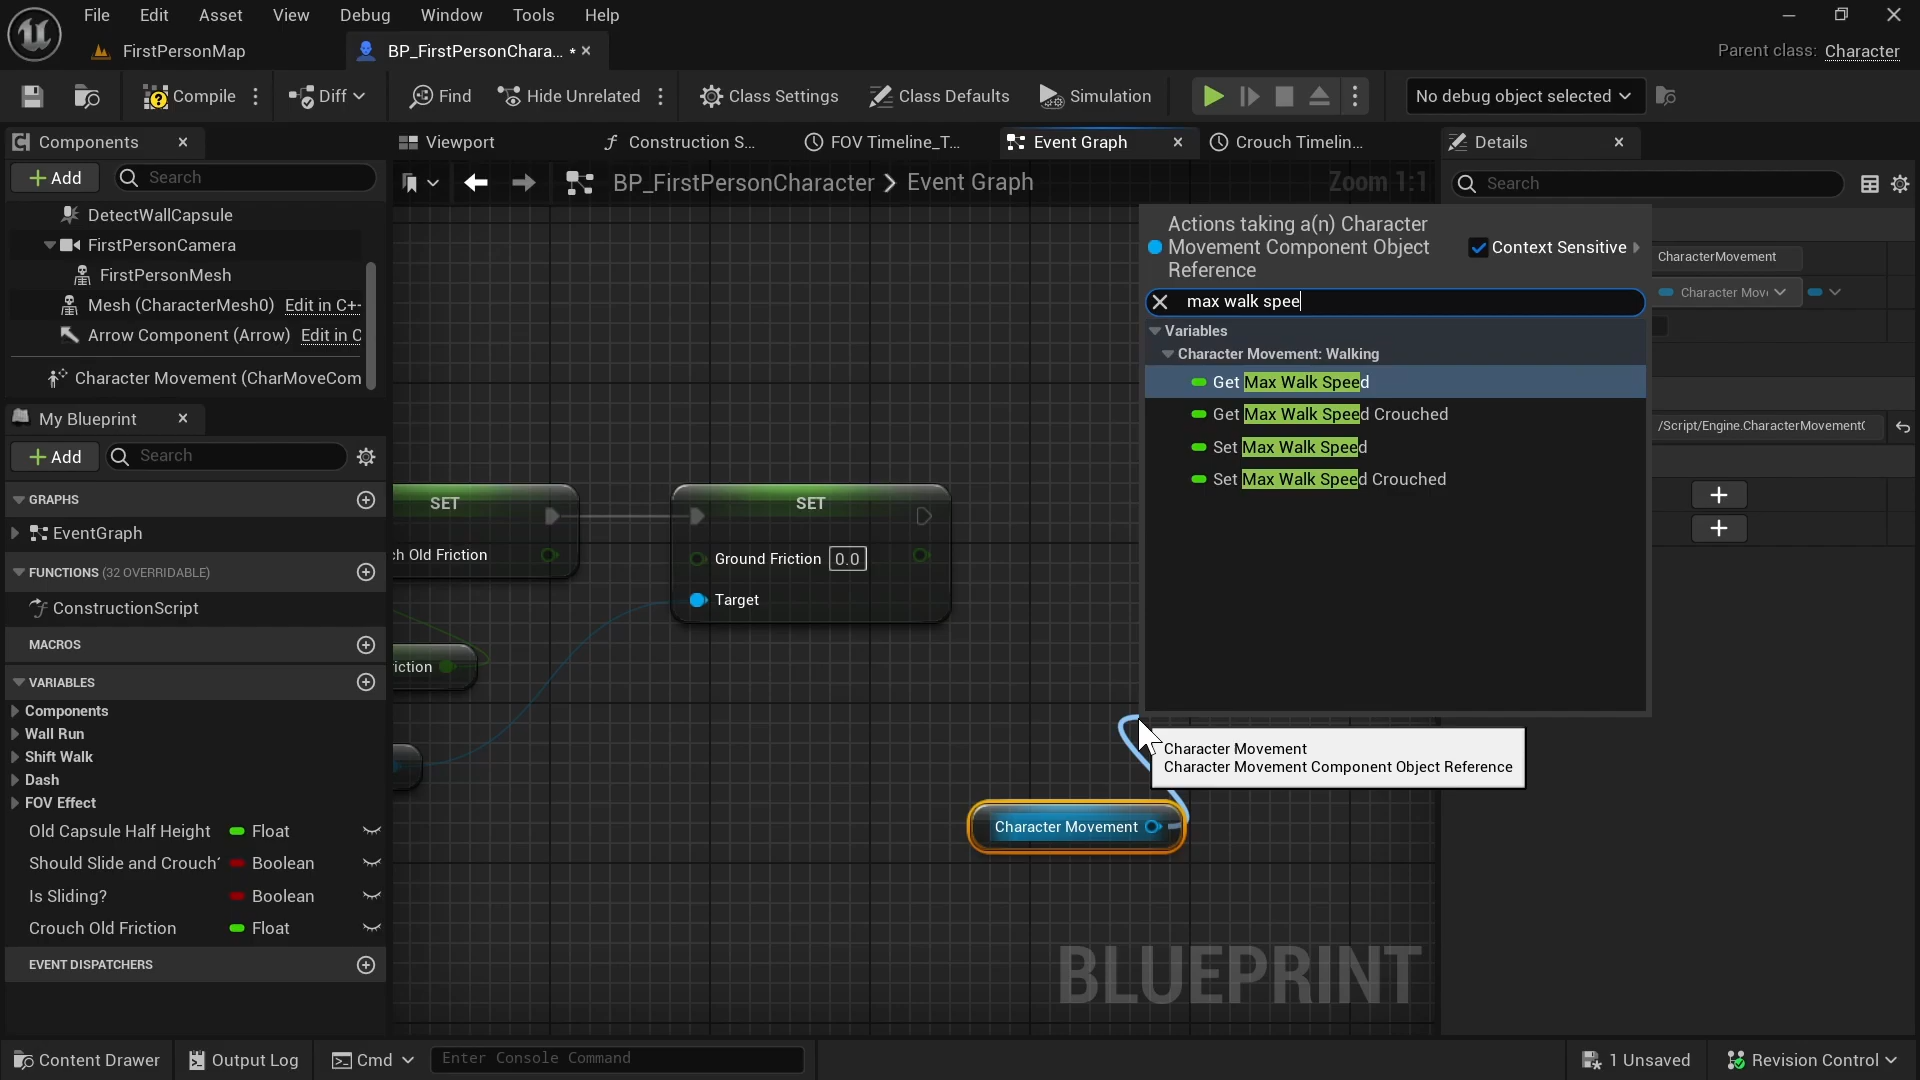 File Edit Asset View Debug Window Tools Help
FirstPersonMap
BP_FirstPersonChara... *
Parent class: Character
Compile
Diff
Find
Hide Unrelated
Class Settings
Class Defaults
Simulation
No debug object selected
Components
Viewport
Construction S...
FOV Timeline_T...
Event Graph
Crouch Timelin...
Details
Add
Search
BP_FirstPersonCharacter > Event Graph
Zoom 1:1
Search
DetectWallCapsule
FirstPersonCamera
FirstPersonMesh
Mesh (CharacterMesh0) Edit in C+
Arrow Component (Arrow) Edit in C
Character Movement (CharMoveCom
Actions taking a(n) Character
Movement Component Object
Reference
Context Sensitive
max walk spee
Variables
Character Movement: Walking
Get Max Walk Speed
Get Max Walk Speed Crouched
Set Max Walk Speed
Set Max Walk Speed Crouched
CharacterMovement
Character Mov
/Script/Engine.CharacterMovement
My Blueprint
Add
Search
GRAPHS
EventGraph
FUNCTIONS (32 OVERRIDABLE)
ConstructionScript
MACROS
VARIABLES
Components
Wall Run
Shift Walk
Dash
FOV Effect
Old Capsule Half Height Float
Should Slide and Crouch Boolean
Is Sliding? Boolean
Crouch Old Friction Float
EVENT DISPATCHERS
SET
ch Old Friction
iction
SET
Ground Friction 0.0
Target
Character Movement
Character Movement
Character Movement Component Object Reference
BLUEPRINT
Content Drawer
Output Log
Cmd
Enter Console Command
1 Unsaved
Revision Control